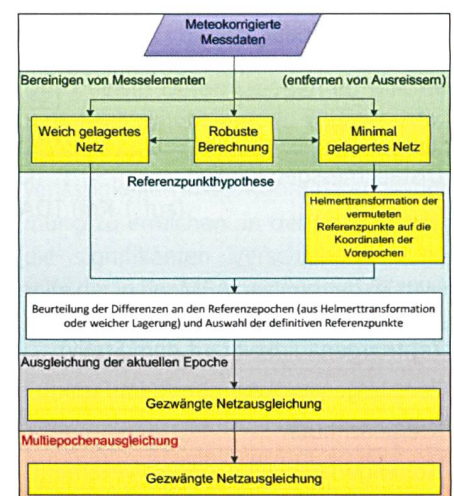 Meteokorrigierte
Messdaten
Bereinigen von Messelementen (entfernen von Ausreissern)
Weich gelagertes
Netz
Robuste
Berechnung
Minimal
gelagertes Netz
Referenzpunkthypothese
Helmerttransformation der
vermuteten
Referenzpunkte auf die
Koordinaten der
Vorepochen
Beurteilung der Differenzen an den Referenzepochen (aus Helmerttransformation
oder weicher Lagerung) und Auswahl der definitiven Referenzpunkte
Ausgleichung der aktuellen Epoche
Gezwängte Netzausgleichung
Multiepochenausgleichung
Gezwängte Netzausgleichung